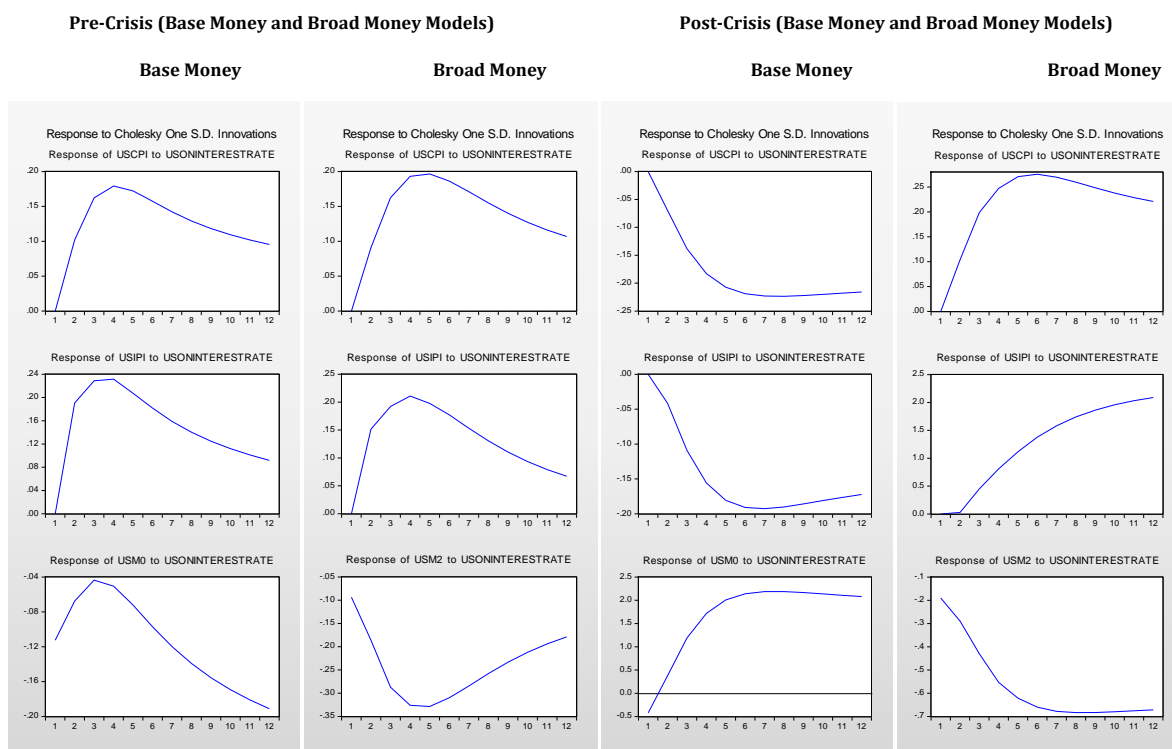 Pre-Crisis (Base Money and Broad Money Models)
Post-Crisis (Base Money and Broad Money Models)
Base Money
Broad Money
Base Money
Broad Money
Response to Cholesky One S.D. Innovations
Response of USCPI to USONINTERESTRATE
.20
.15
.10
.05
.00
1 2 3 4 5 6 7 8 9 10 11 12
Response of USIPI to USONINTERESTRATE
.24
.20
.16
.12
.08
.04
.00
1 2 3 4 5 6 7 8 9 10 11 12
Response of USM0 to USONINTERESTRATE
-.04
-.08
-.12
-.16
-.20
1 2 3 4 5 6 7 8 9 10 11 12
Response to Cholesky One S.D. Innovations
Response of USCPI to USONINTERESTRATE
.20
.15
.10
.05
.00
1 2 3 4 5 6 7 8 9 10 11 12
Response of USIPI to USONINTERESTRATE
.25
.20
.15
.10
.05
.00
1 2 3 4 5 6 7 8 9 10 11 12
Response of USM2 to USONINTERESTRATE
-.05
-.10
-.15
-.20
-.25
-.30
-.35
1 2 3 4 5 6 7 8 9 10 11 12
Response to Cholesky One S.D. Innovations
Response of USCPI to USONINTERESTRATE
.00
-.05
-.10
-.15
-.20
-.25
1 2 3 4 5 6 7 8 9 10 11 12
Response of USIPI to USONINTERESTRATE
.00
-.05
-.10
-.15
-.20
1 2 3 4 5 6 7 8 9 10 11 12
Response of USM0 to USONINTERESTRATE
2.5
2.0
1.5
1.0
0.5
0.0
-0.5
1 2 3 4 5 6 7 8 9 10 11 12
Response to Cholesky One S.D. Innovations
Response of USCPI to USONINTERESTRATE
.25
.20
.15
.10
.05
.00
1 2 3 4 5 6 7 8 9 10 11 12
Response of USIPI to USONINTERESTRATE
2.5
2.0
1.5
1.0
0.5
0.0
1 2 3 4 5 6 7 8 9 10 11 12
Response of USM2 to USONINTERESTRATE
-.1
-.2
-.3
-.4
-.5
-.6
-.7
1 2 3 4 5 6 7 8 9 10 11 12